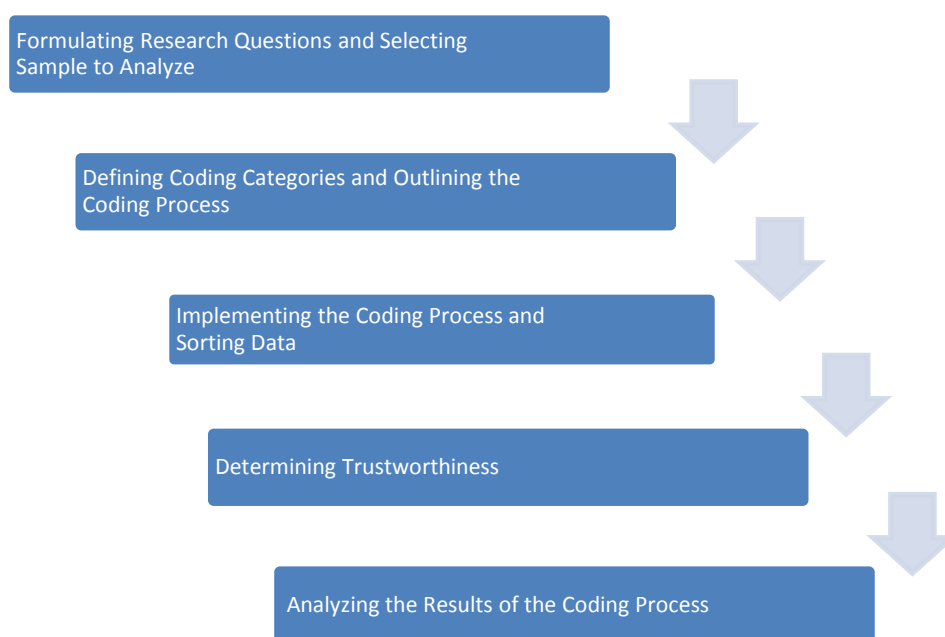 Formulating Research Questions and Selecting
Sample to Analyze
Defining Coding Categories and Outlining the
Coding Process
Implementing the Coding Process and
Sorting Data
Determining Trustworthiness
Analyzing the Results of the Coding Process